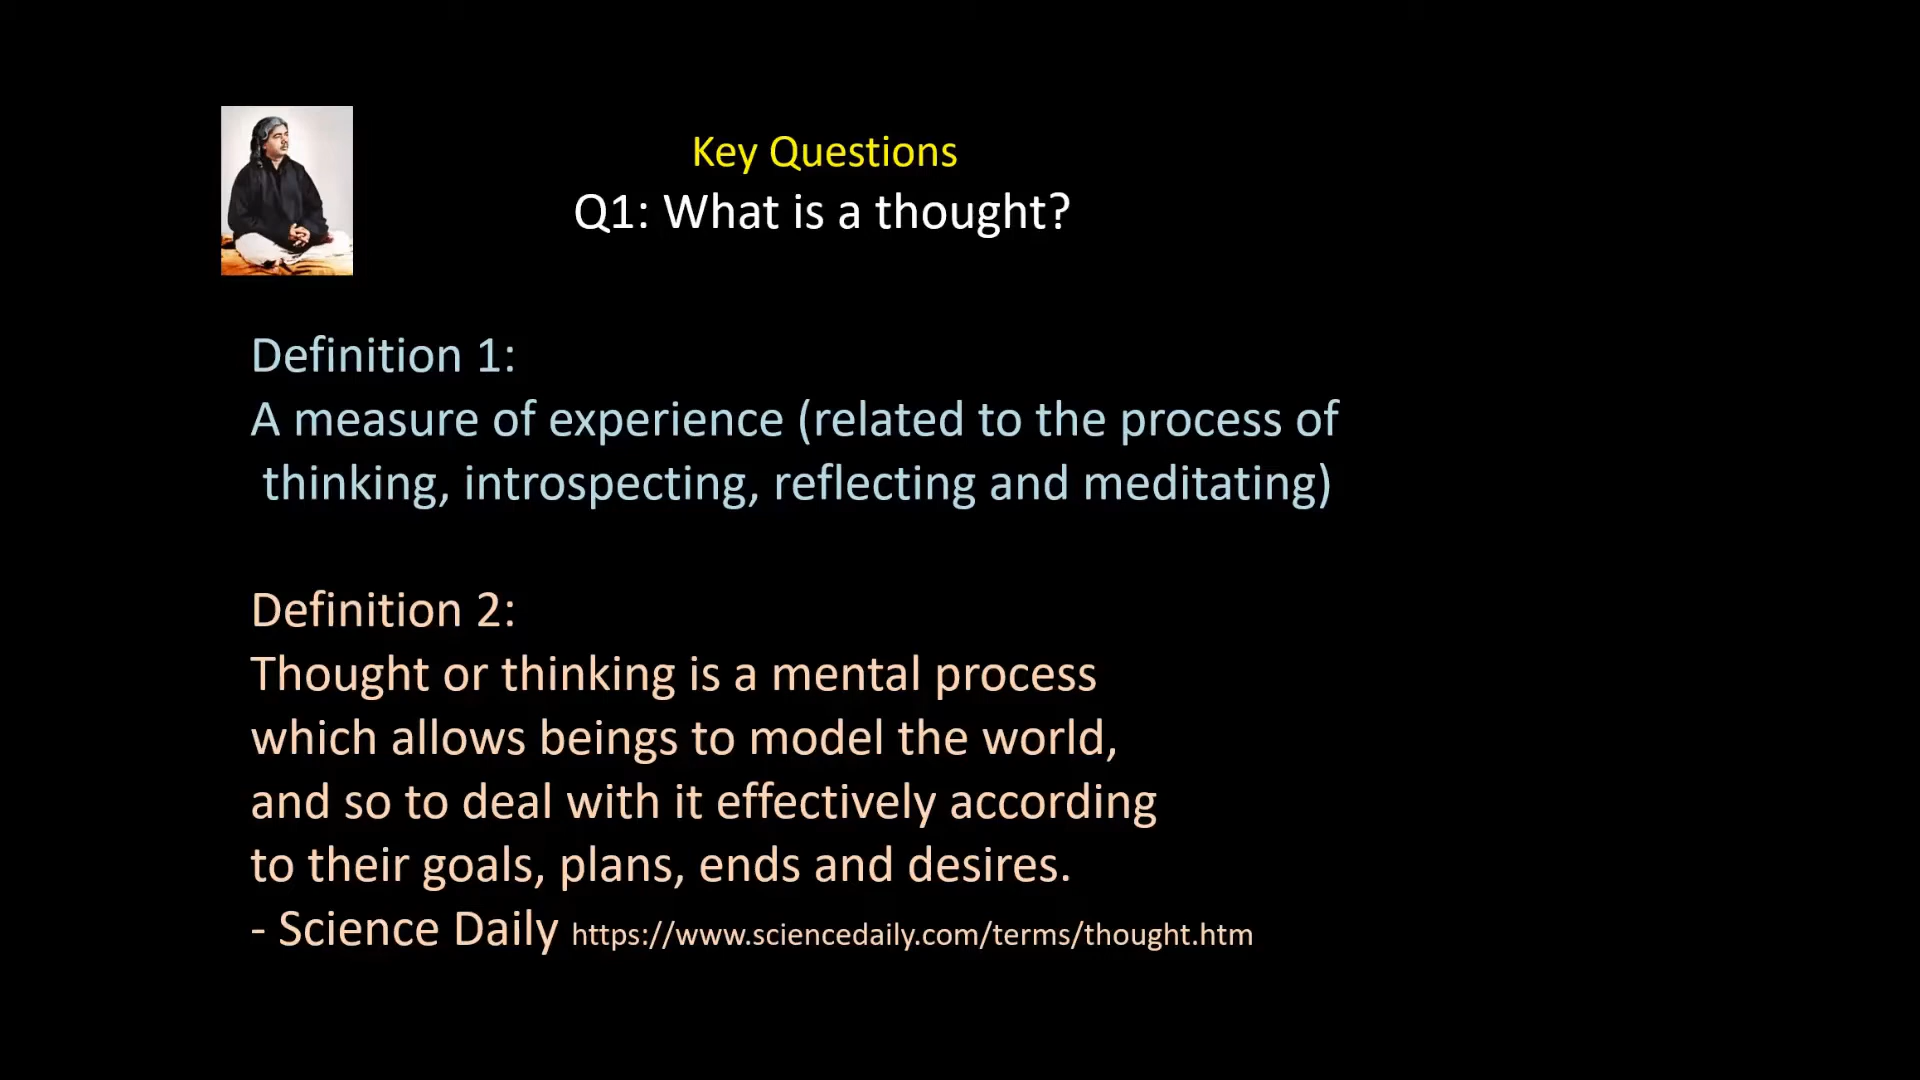 Key Questions
Q1: What is a thought?
Definition 1:
A measure of experience (related to the process of
thinking, introspecting, reflecting and meditating)
Definition 2:
Thought or thinking is a mental process
which allows beings to model the world,
and so to deal with it effectively according
to their goals, plans, ends and desires.
- Science Daily https://www.sciencedaily.com/terms/thought.htm